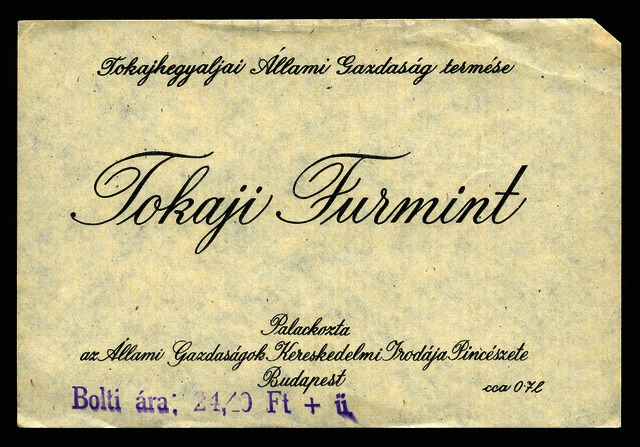 Tokajhegyaljai Állami Gazdaság termése
Tokaji Furmint
Palackozta
az Állami Gazdaságok Kereskedelmi Irodája Pincészete
Budapest
cca 0·7 l
Bolti ára: 24,40 Ft + ü